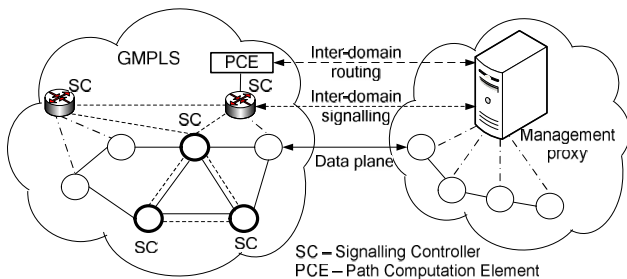 GMPLS
PCE
SC
SC
SC
SC
SC
Inter-domain
routing
Inter-domain
signalling
Data plane
Management
proxy
SC – Signalling Controller
PCE – Path Computation Element